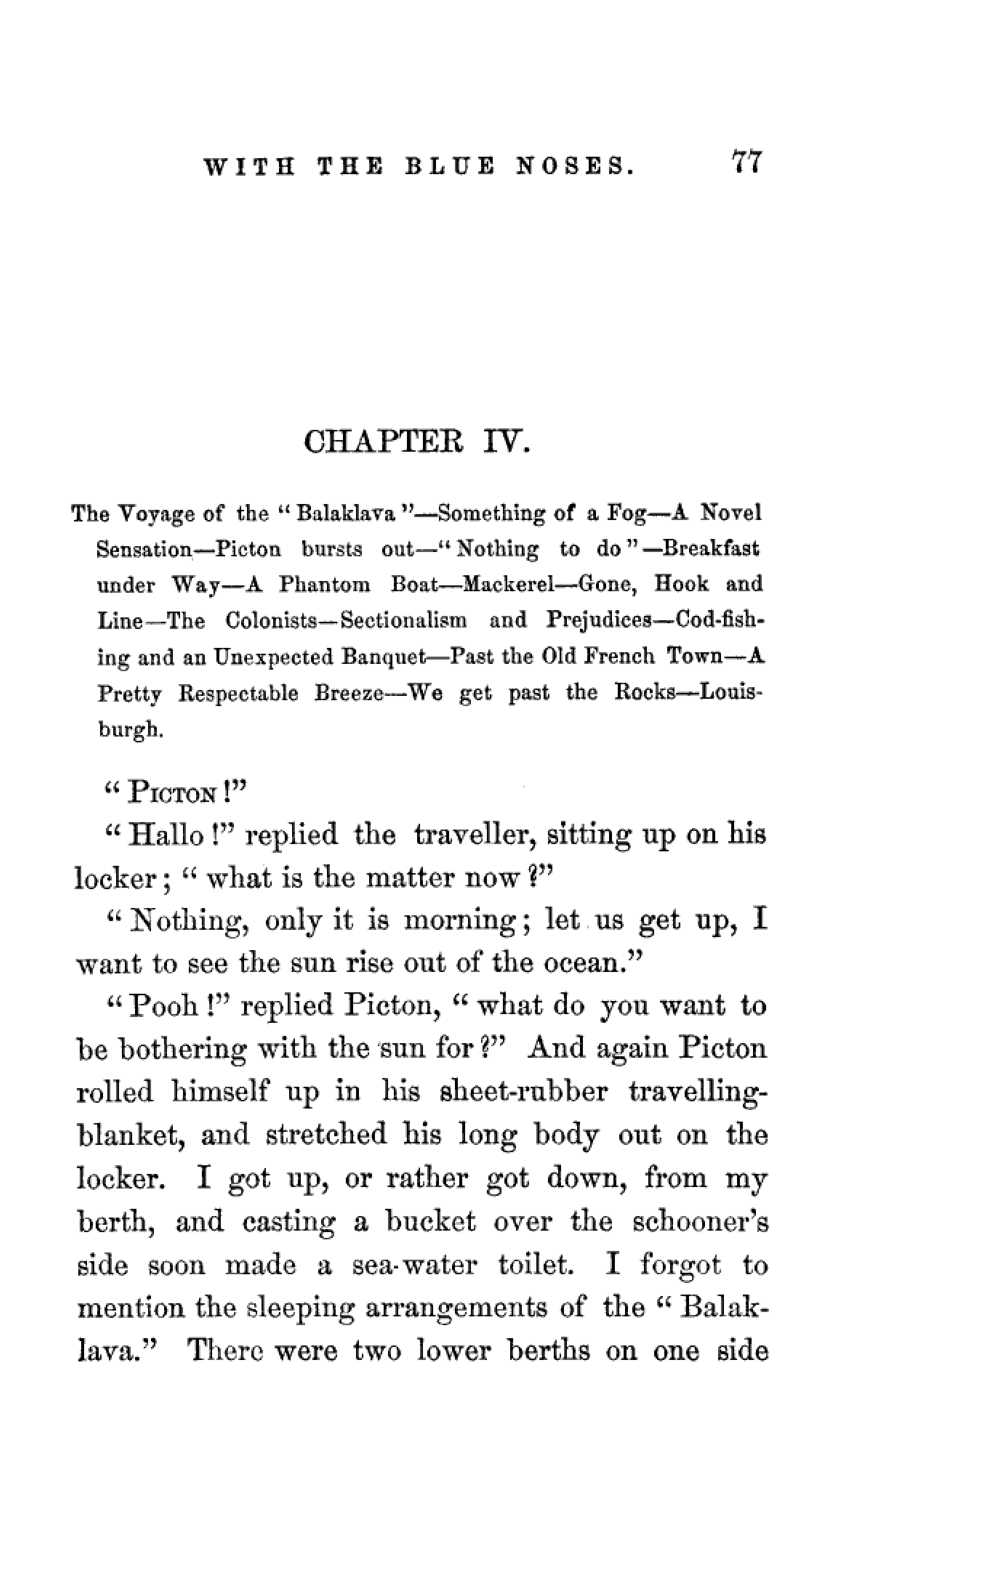 WITH THE BLUE NOSES. 77
CHAPTER IV.
The Voyage of the “Balaklava”—Something of a Fog—A Novel
Sensation—Picton bursts out—“Nothing to do”—Breakfast
under Way—A Phantom Boat—Mackerel—Gone, Hook and
Line—The Colonists—Sectionalism and Prejudices—Cod-fish-
ing and an Unexpected Banquet—Past the Old French Town—A
Pretty Respectable Breeze—We get past the Rocks—Louis-
burgh.
“PICTON!”
“Hallo!” replied the traveller, sitting up on his
locker; “what is the matter now?”
“Nothing, only it is morning; let us get up, I
want to see the sun rise out of the ocean.”
“Pooh!” replied Picton, “what do you want to
be bothering with the sun for?” And again Picton
rolled himself up in his sheet-rubber travelling-
blanket, and stretched his long body out on the
locker. I got up, or rather got down, from my
berth, and casting a bucket over the schooner’s
side soon made a sea-water toilet. I forgot to
mention the sleeping arrangements of the “Balak-
lava.” There were two lower berths on one side